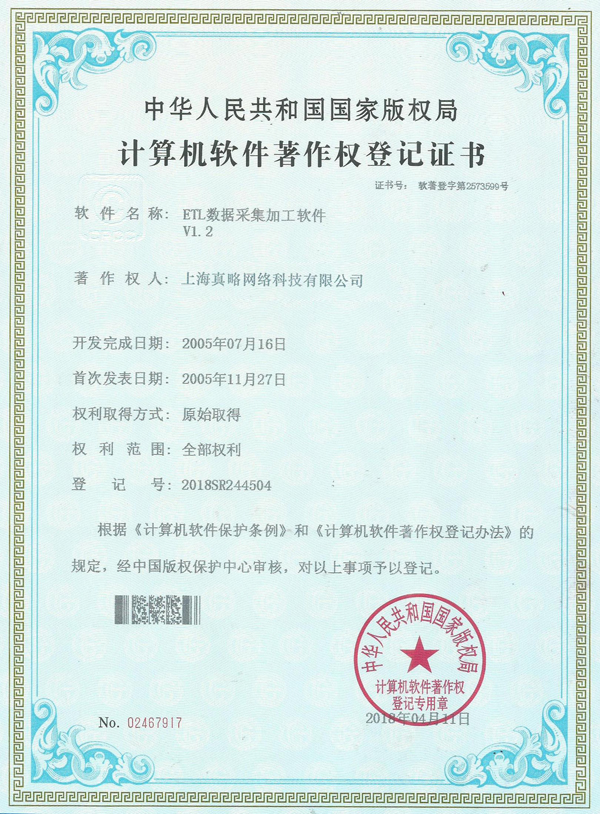 中华人民共和国国家版权局
计算机软件著作权登记证书
证书号： 软著登字第2573599号
软件名称： ETL数据采集加工软件
V1.2
著作权人： 上海真略网络科技有限公司
开发完成日期： 2005年07月16日
首次发表日期： 2005年11月27日
权利取得方式： 原始取得
权利范围： 全部权利
登记号： 2018SR244504
根据《计算机软件保护条例》和《计算机软件著作权登记办法》的
规定，经中国版权保护中心审核，对以上事项予以登记。
中华人民共和国国家版权局
计算机软件著作权
登记专用章
No. 02467917
2018年04月11日